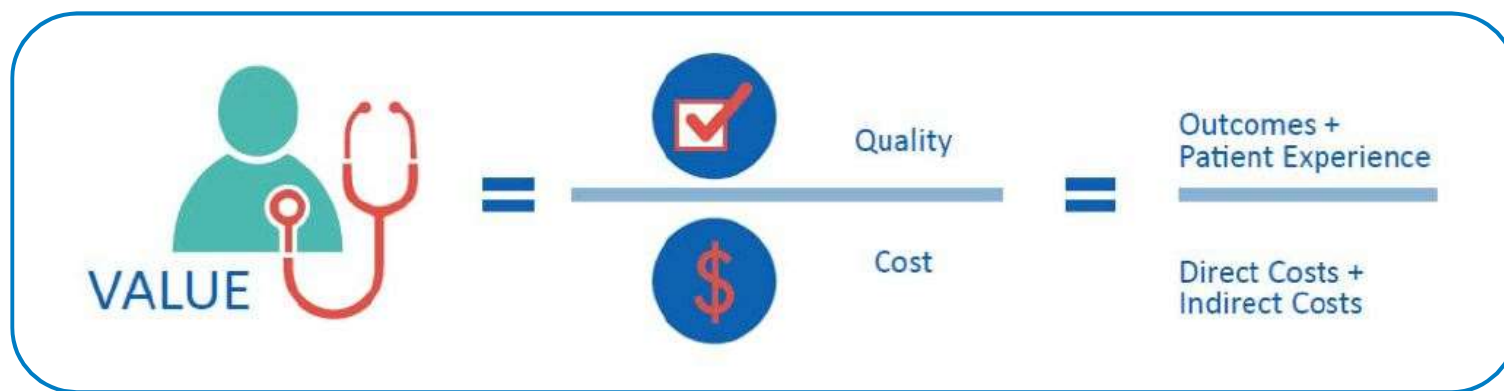 VALUE
=
Quality
Cost
=
Outcomes +
Patient Experience
Direct Costs +
Indirect Costs
$